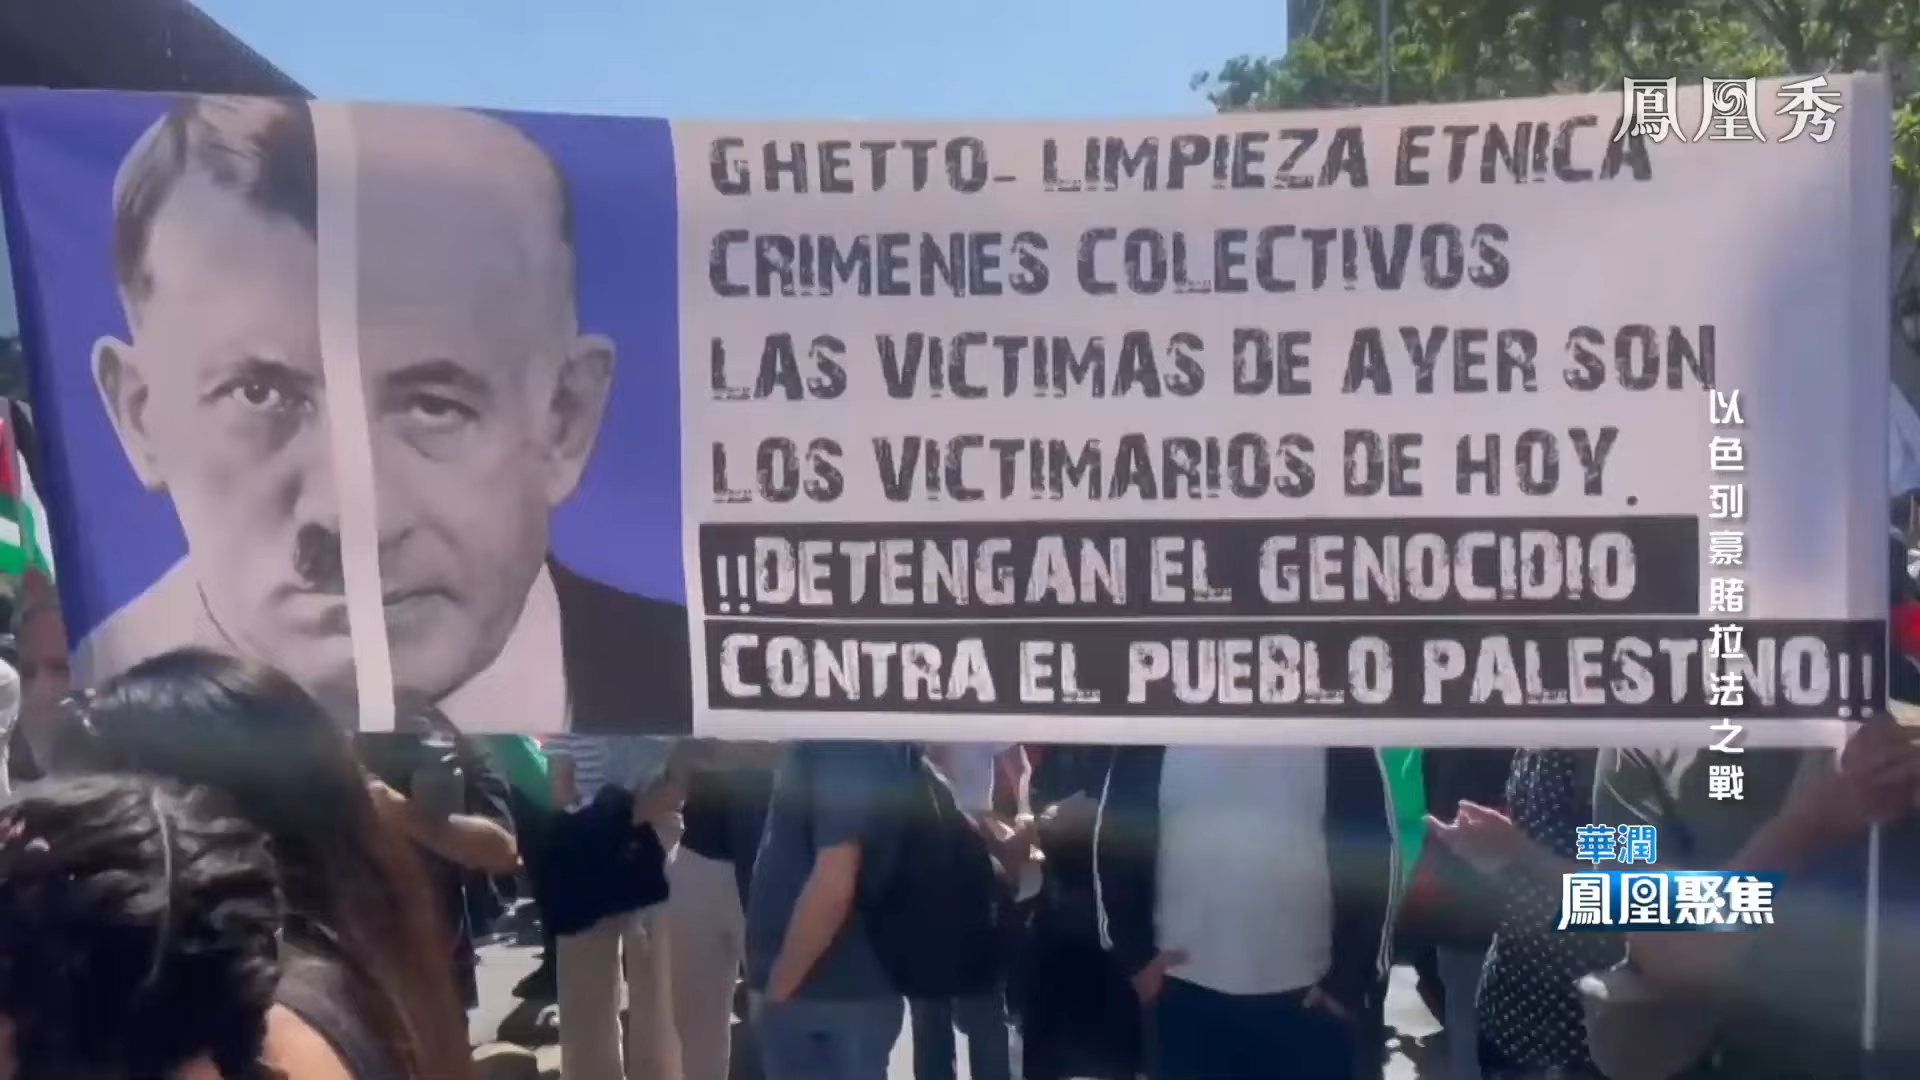 鳳凰秀
GHETTO- LIMPIEZA ETNICA
CRIMENES COLECTIVOS
LAS VICTIMAS DE AYER SON
LOS VICTIMARIOS DE HOY.
!!DETENGAN EL GENOCIDIO
CONTRA EL PUEBLO PALESTINO!!
以色列豪賭拉法之戰
華潤
鳳凰聚焦